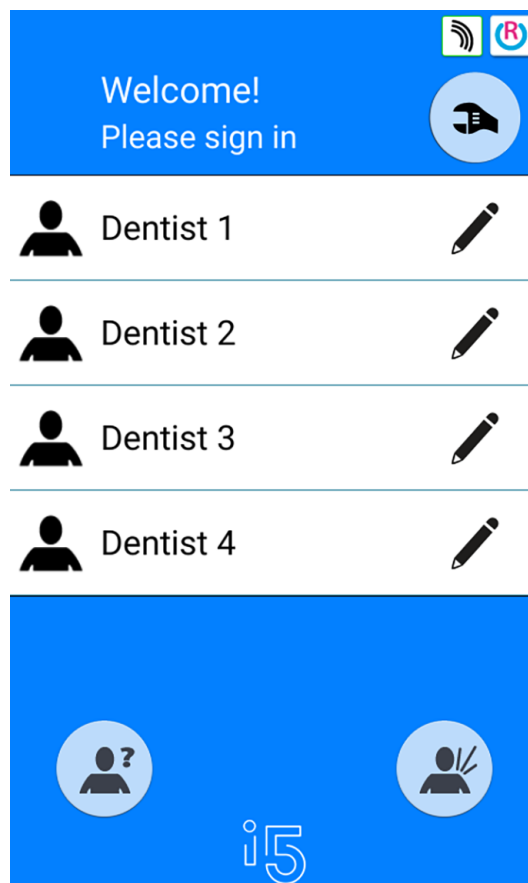 R
Welcome!
Please sign in
Dentist 1
Dentist 2
Dentist 3
Dentist 4
?
i5